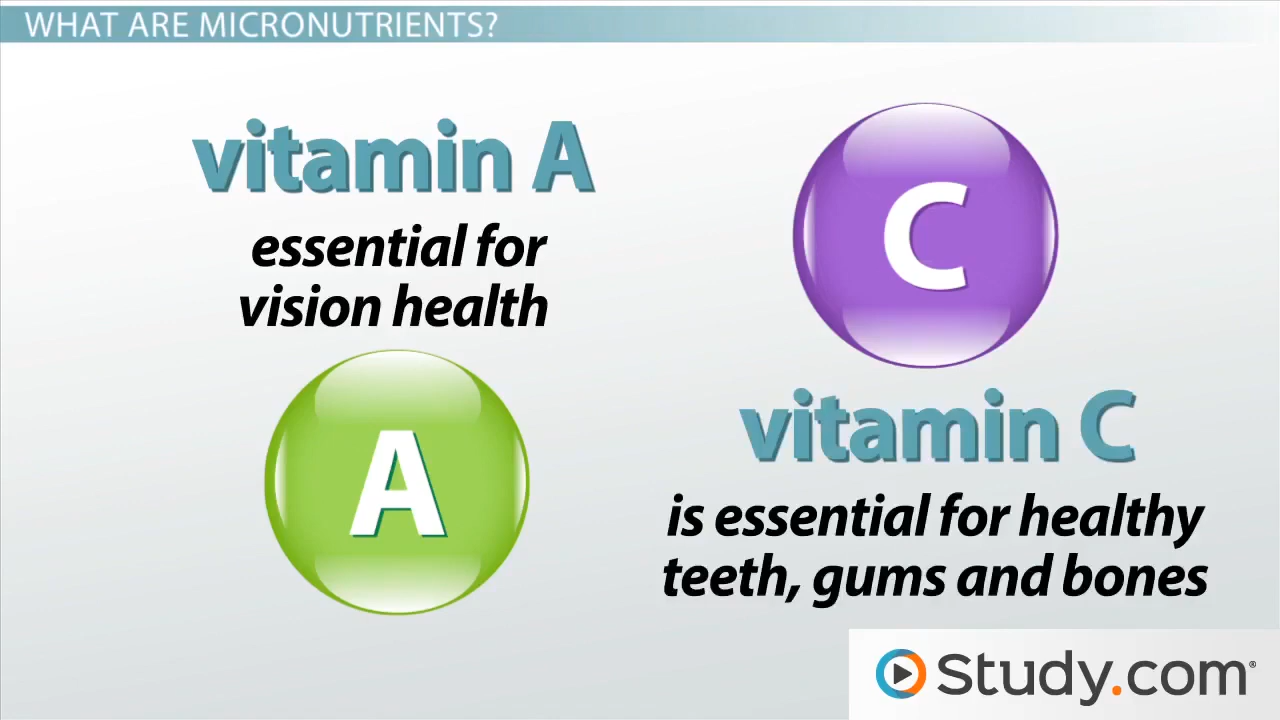 WHAT ARE MICRONUTRIENTS?
vitamin A
essential for
vision health
A
C
vitamin C
is essential for healthy
teeth, gums and bones
Study.com®